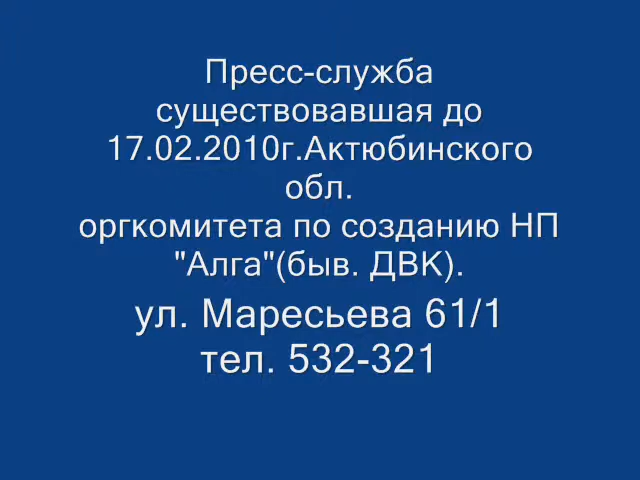 Пресс-служба
существовавшая до
17.02.2010г.Актюбинского
обл.
оргкомитета по созданию НП
"Алга"(быв. ДВК).
ул. Маресьева 61/1
тел. 532-321